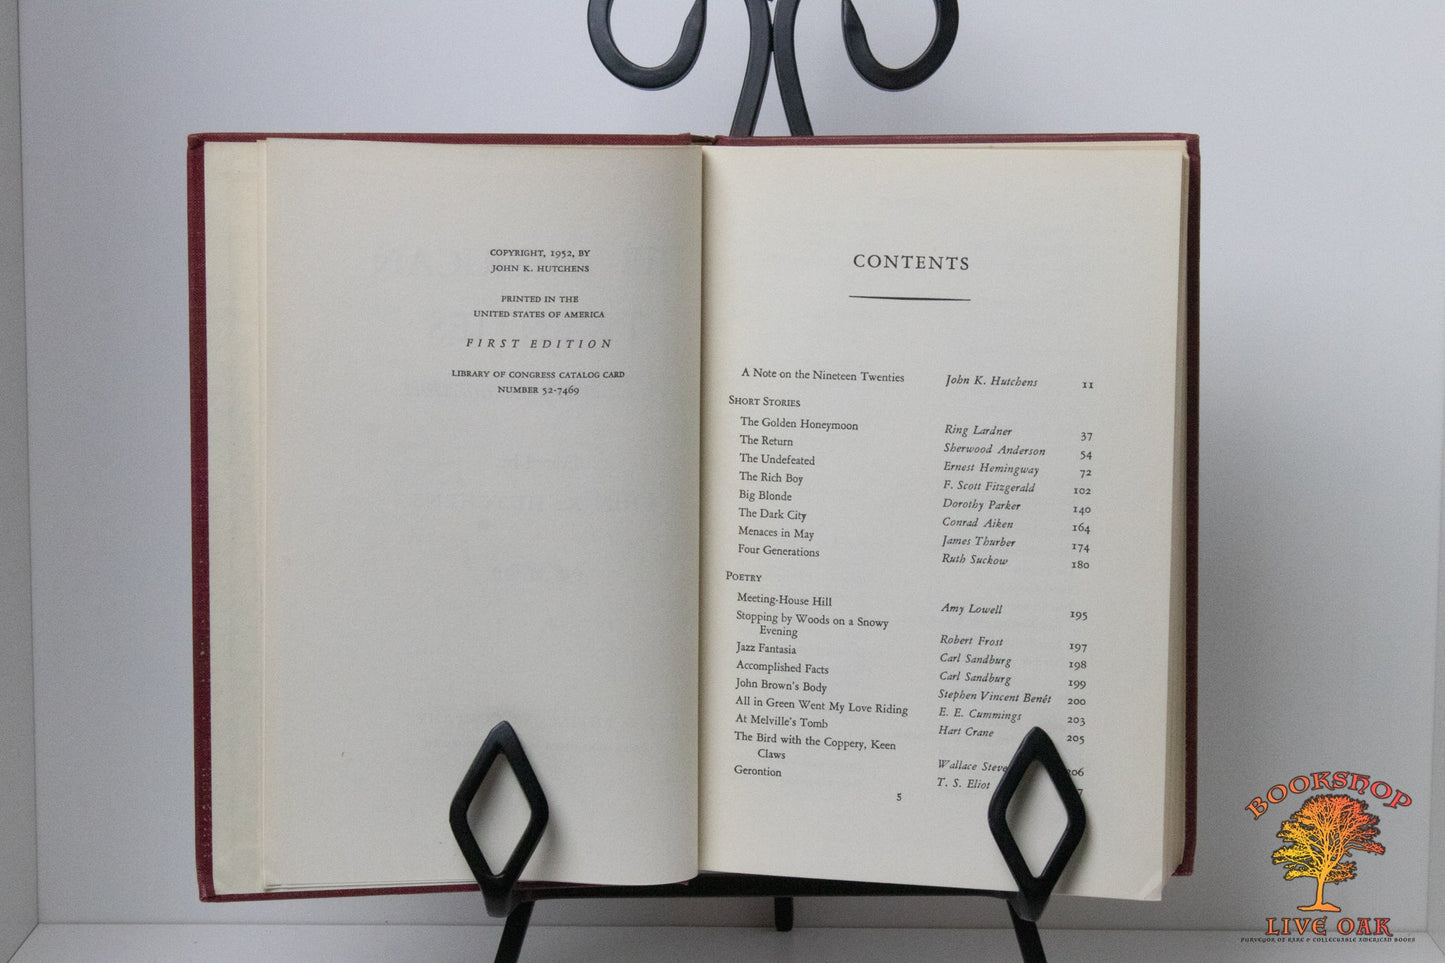 COPYRIGHT, 1952, BY
JOHN K. HUTCHENS
PRINTED IN THE
UNITED STATES OF AMERICA
FIRST EDITION
LIBRARY OF CONGRESS CATALOG CARD
NUMBER 52-7469
CONTENTS
A Note on the Nineteen Twenties John K. Hutchens 11
SHORT STORIES
The Golden Honeymoon Ring Lardner 37
The Return Sherwood Anderson 54
The Undefeated Ernest Hemingway 72
The Rich Boy F. Scott Fitzgerald 102
Big Blonde Dorothy Parker 140
The Dark City Conrad Aiken 164
Menaces in May James Thurber 174
Four Generations Ruth Suckow 180
POETRY
Meeting-House Hill Amy Lowell 195
Stopping by Woods on a Snowy
Evening Robert Frost 197
Jazz Fantasia Carl Sandburg 198
Accomplished Facts Carl Sandburg 199
John Brown's Body Stephen Vincent Benét 200
All in Green Went My Love Riding E. E. Cummings 203
At Melville's Tomb Hart Crane 205
The Bird with the Coppery, Keen
Claws Wallace
Gerontion T. S. Eliot
5
BOOKSHOP
LIVE OAK
PURVEYOR OF RARE & COLLECTABLE AMERICAN BOOKS